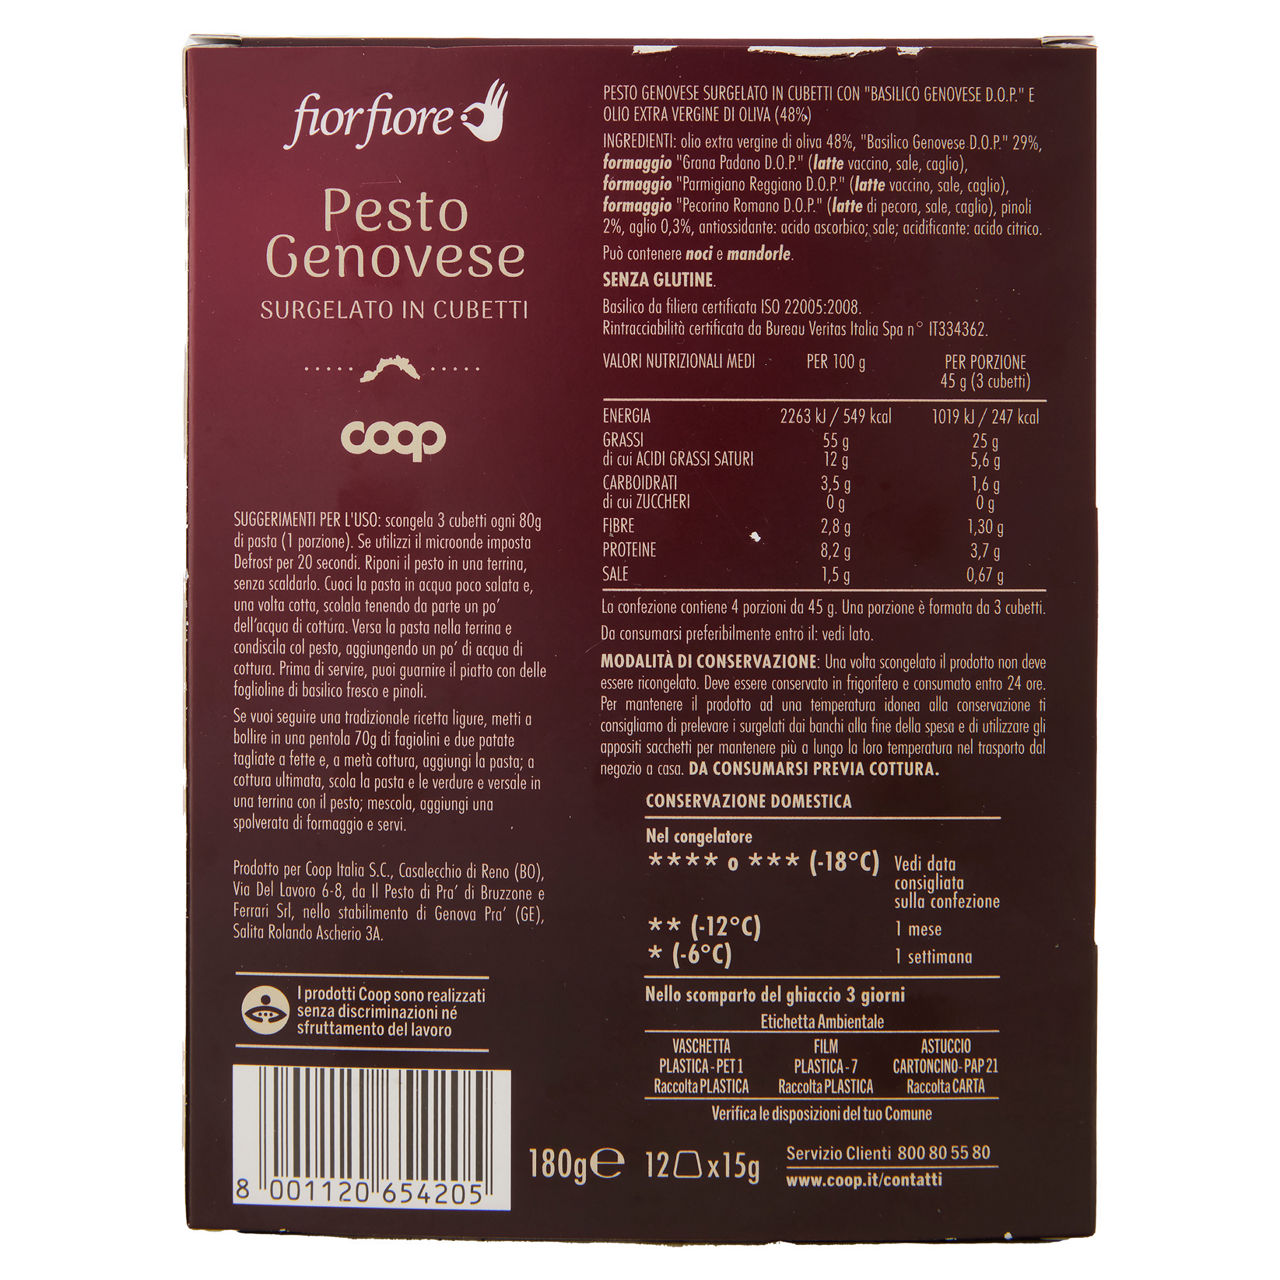 fiorfiore
Pesto
Genovese
SURGELATO IN CUBETTI
coop
SUGGERIMENTI PER L'USO: scongela 3 cubetti ogni 80g
di pasta (1 porzione). Se utilizzi il microonde imposta
Defrost per 20 secondi. Riponi il pesto in una terrina,
senza scaldarlo. Cuoci la pasta in acqua poco salata e,
una volta cotta, scolala tenendo da parte un po'
dell'acqua di cottura. Versa la pasta nella terrina e
condiscila col pesto, aggiungendo un po' di acqua di
cottura. Prima di servire, puoi guarnire il piatto con delle
foglioline di basilico fresco e pinoli.
Se vuoi seguire una tradizionale ricetta ligure, metti a
bollire in una pentola 70g di fagiolini e due patate
tagliate a fette e, a metà cottura, aggiungi la pasta; a
cottura ultimata, scola la pasta e le verdure e versale in
una terrina con il pesto; mescola, aggiungi una
spolverata di formaggio e servi.
Prodotto per Coop Italia S.C., Casalecchio di Reno (BO),
Via Del Lavoro 6-8, da Il Pesto di Pra' di Bruzzone e
Ferrari Srl, nello stabilimento di Genova Pra' (GE),
Salita Rolando Ascherio 3A.
I prodotti Coop sono realizzati
senza discriminazioni né
sfruttamento del lavoro
8 001120 654205
PESTO GENOVESE SURGELATO IN CUBETTI CON "BASILICO GENOVESE D.O.P." E
OLIO EXTRA VERGINE DI OLIVA (48%)
INGREDIENTI: olio extra vergine di oliva 48%, "Basilico Genovese D.O.P." 29%,
formaggio "Grana Padano D.O.P." (latte vaccino, sale, caglio),
formaggio "Parmigiano Reggiano D.O.P." (latte vaccino, sale, caglio),
formaggio "Pecorino Romano D.O.P." (latte di pecora, sale, caglio), pinoli
2%, aglio 0,3%, antiossidante: acido ascorbico; sale; acidificante: acido citrico.
Può contenere noci e mandorle.
SENZA GLUTINE.
Basilico da filiera certificata ISO 22005:2008.
Rintracciabilità certificata da Bureau Veritas Italia Spa n° IT334362.
VALORI NUTRIZIONALI MEDI PER 100 g PER PORZIONE
45 g (3 cubetti)
ENERGIA 2263 kJ / 549 kcal 1019 kJ / 247 kcal
GRASSI 55 g 25 g
di cui ACIDI GRASSI SATURI 12 g 5,6 g
CARBOIDRATI 3,5 g 1,6 g
di cui ZUCCHERI 0 g 0 g
FIBRE 2,8 g 1,30 g
PROTEINE 8,2 g 3,7 g
SALE 1,5 g 0,67 g
La confezione contiene 4 porzioni da 45 g. Una porzione è formata da 3 cubetti.
Da consumarsi preferibilmente entro il: vedi lato.
MODALITÀ DI CONSERVAZIONE: Una volta scongelato il prodotto non deve
essere ricongelato. Deve essere conservato in frigorifero e consumato entro 24 ore.
Per mantenere il prodotto ad una temperatura idonea alla conservazione ti
consigliamo di prelevare i surgelati dai banchi alla fine della spesa e di utilizzare gli
appositi sacchetti per mantenere più a lungo la loro temperatura nel trasporto dal
negozio a casa. DA CONSUMARSI PREVIA COTTURA.
CONSERVAZIONE DOMESTICA
Nel congelatore
**** o *** (-18°C) Vedi data
consigliata
sulla confezione
** (-12°C) 1 mese
* (-6°C) 1 settimana
Nello scomparto del ghiaccio 3 giorni
Etichetta Ambientale
VASCHETTA FILM ASTUCCIO
PLASTICA - PET 1 PLASTICA - 7 CARTONCINO - PAP 21
Raccolta PLASTICA Raccolta PLASTICA Raccolta CARTA
Verifica le disposizioni del tuo Comune
180g e 12 x15g
Servizio Clienti 800 80 55 80
www.coop.it/contatti